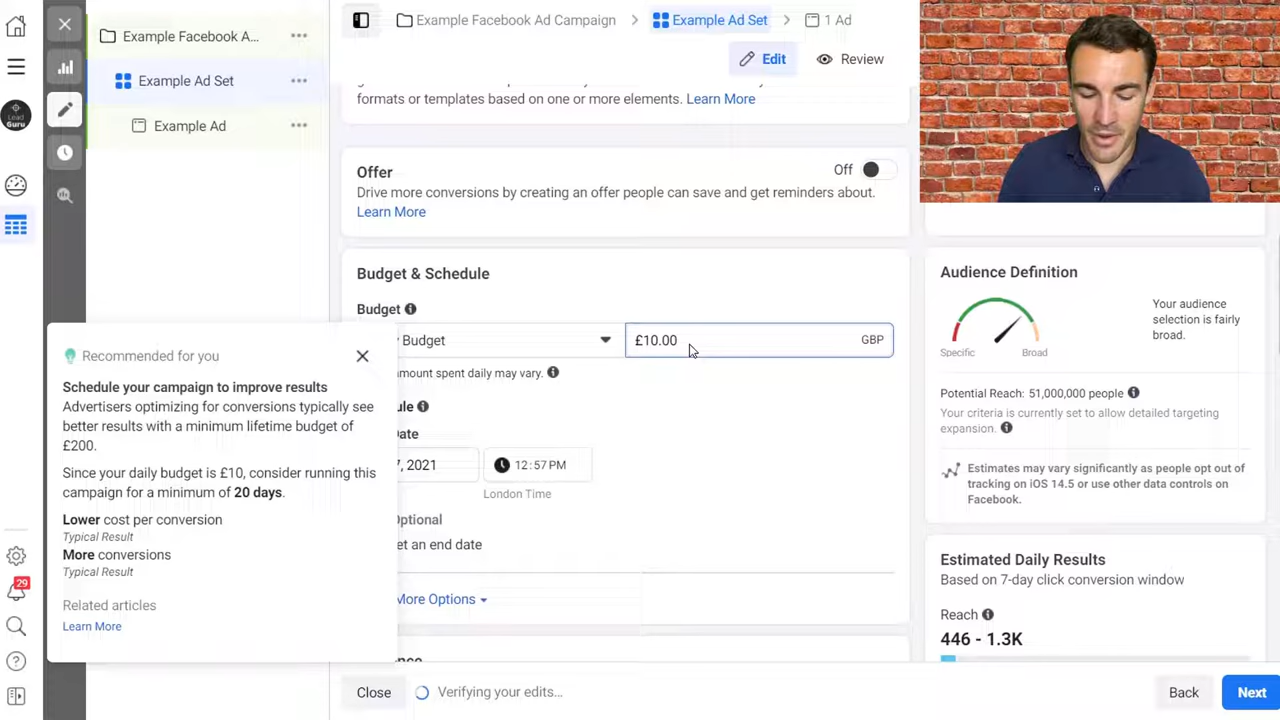 Example Facebook Ad Campaign
Example Ad Set
1 Ad
Edit
Review
Example Facebook A...
Example Ad Set
Example Ad
Lead
Guru
formats or templates based on one or more elements. Learn More
Offer
Off
Drive more conversions by creating an offer people can save and get reminders about.
Learn More
Budget & Schedule
Budget
Budget
£10.00
GBP
amount spent daily may vary.
ule
Date
7, 2021
12:57PM
London Time
Optional
et an end date
More Options
Recommended for you
Schedule your campaign to improve results
Advertisers optimizing for conversions typically see
better results with a minimum lifetime budget of
£200.
Since your daily budget is £10, consider running this
campaign for a minimum of 20 days.
Lower cost per conversion
Typical Result
More conversions
Typical Result
Related articles
Learn More
29
Audience Definition
Your audience
selection is fairly
broad.
Specific
Broad
Potential Reach: 51,000,000 people
Your criteria is currently set to allow detailed targeting
expansion.
Estimates may vary significantly as people opt out of
tracking on iOS 14.5 or use other data controls on
Facebook.
Estimated Daily Results
Based on 7-day click conversion window
Reach
446 - 1.3K
Close
Verifying your edits...
Back
Next